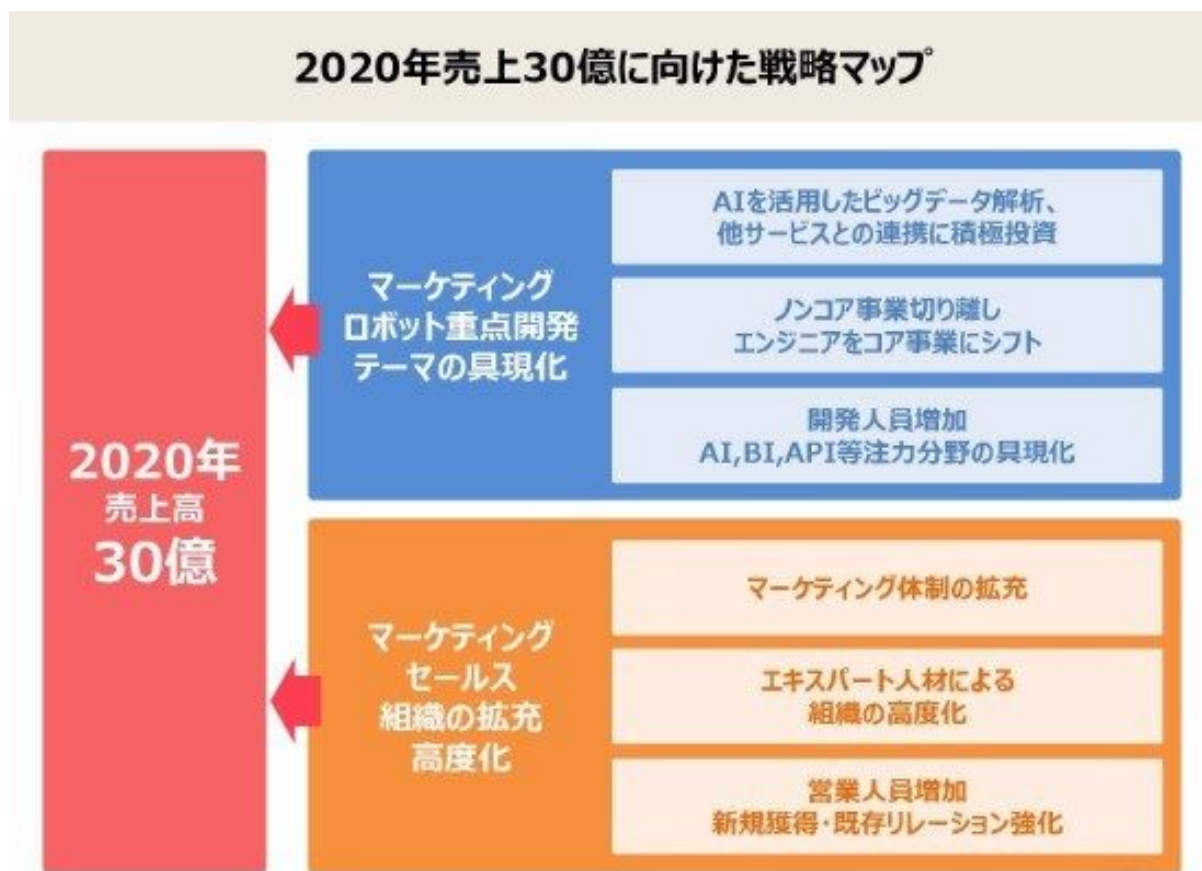 2020年売上30億に向けた戦略マップ
2020年
売上高
30億
マーケティング
ロボット重点開発
テーマの具現化
AIを活用したビッグデータ解析、
他サービスとの連携に積極投資
ノンコア事業切り離し
エンジニアをコア事業にシフト
開発人員増加
AI,BI,API等注力分野の具現化
マーケティング
セールス
組織の拡充
高度化
マーケティング体制の拡充
エキスパート人材による
組織の高度化
営業人員増加
新規獲得・既存リレーション強化